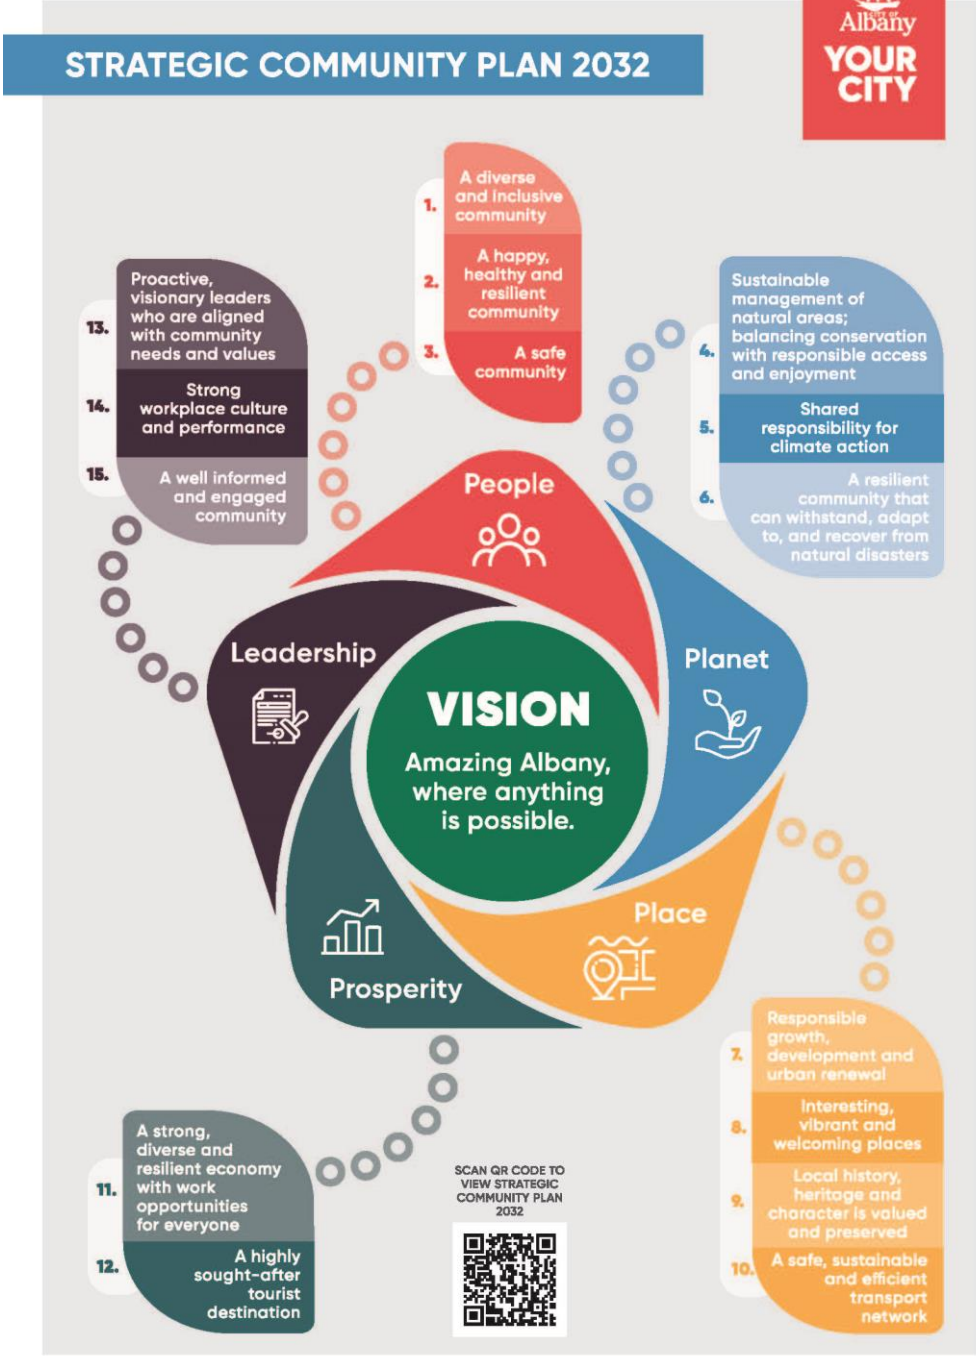 CITY OF
Albany
YOUR
CITY
STRATEGIC COMMUNITY PLAN 2032
1.
A diverse
and inclusive
community
2.
A happy,
healthy and
resilient
community
3.
A safe
community
13.
Proactive,
visionary leaders
who are aligned
with community
needs and values
14.
Strong
workplace culture
and performance
15.
A well informed
and engaged
community
4.
Sustainable
management of
natural areas;
balancing conservation
with responsible access
and enjoyment
5.
Shared
responsibility for
climate action
6.
A resilient
community that
can withstand, adapt
to, and recover from
natural disasters
People
Leadership
Planet
VISION
Amazing Albany,
where anything
is possible.
Place
Prosperity
7.
Responsible
growth,
development and
urban renewal
8.
Interesting,
vibrant and
welcoming places
9.
Local history,
heritage and
character is valued
and preserved
10.
A safe, sustainable
and efficient
transport
network
11.
A strong,
diverse and
resilient economy
with work
opportunities
for everyone
12.
A highly
sought-after
tourist
destination
SCAN QR CODE TO
VIEW STRATEGIC
COMMUNITY PLAN
2032